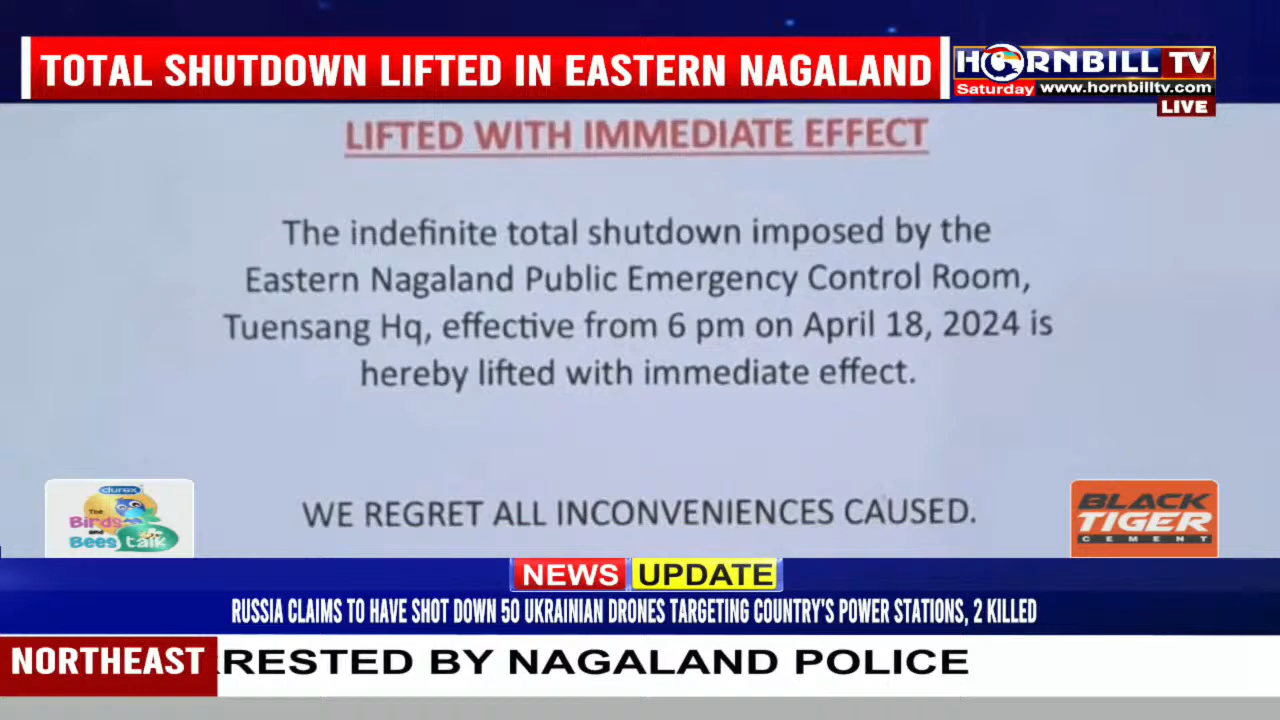 TOTAL SHUTDOWN LIFTED IN EASTERN NAGALAND
HORNBILL TV
Saturday www.hornbilltv.com
LIVE
LIFTED WITH IMMEDIATE EFFECT
The indefinite total shutdown imposed by the
Eastern Nagaland Public Emergency Control Room,
Tuensang Hq, effective from 6 pm on April 18, 2024 is
hereby lifted with immediate effect.
WE REGRET ALL INCONVENIENCES CAUSED.
durex
The
Birds
and
Bees talk
BLACK
TIGER
CEMENT
NEWS UPDATE
RUSSIA CLAIMS TO HAVE SHOT DOWN 50 UKRAINIAN DRONES TARGETING COUNTRY'S POWER STATIONS, 2 KILLED
NORTHEAST RRESTED BY NAGALAND POLICE